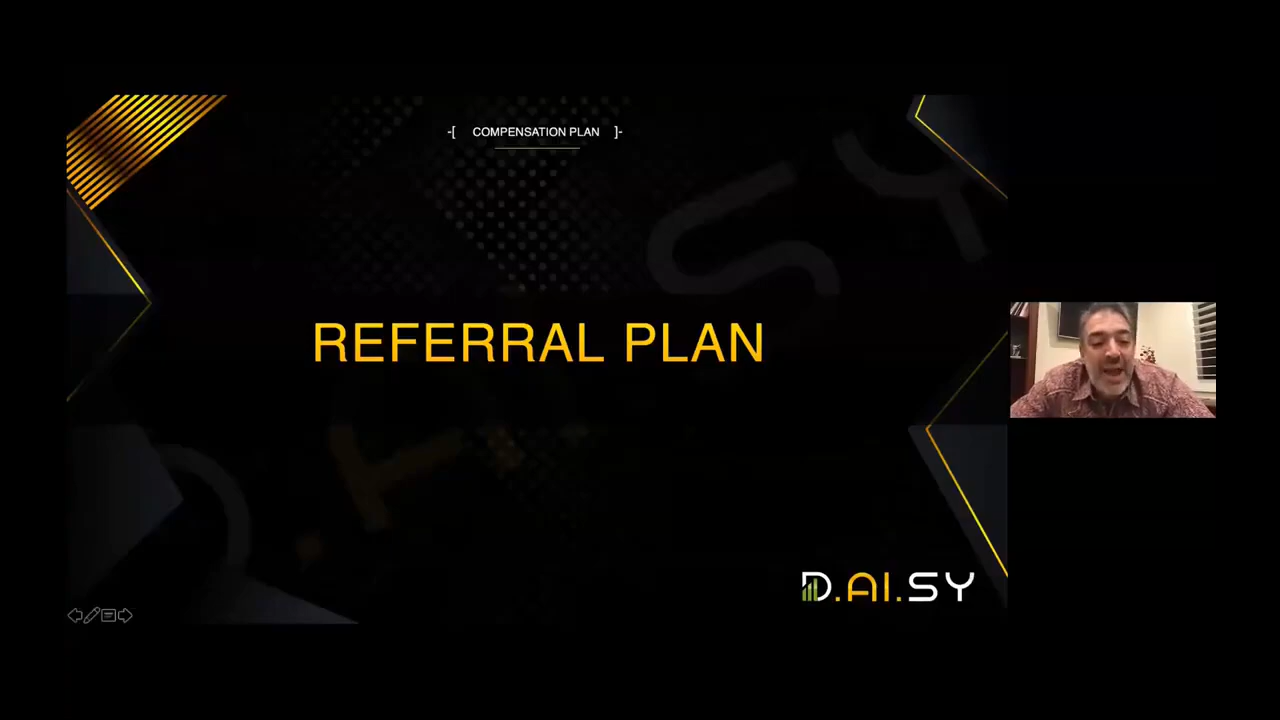 -[ COMPENSATION PLAN ]-
REFERRAL PLAN
D.AI.SY